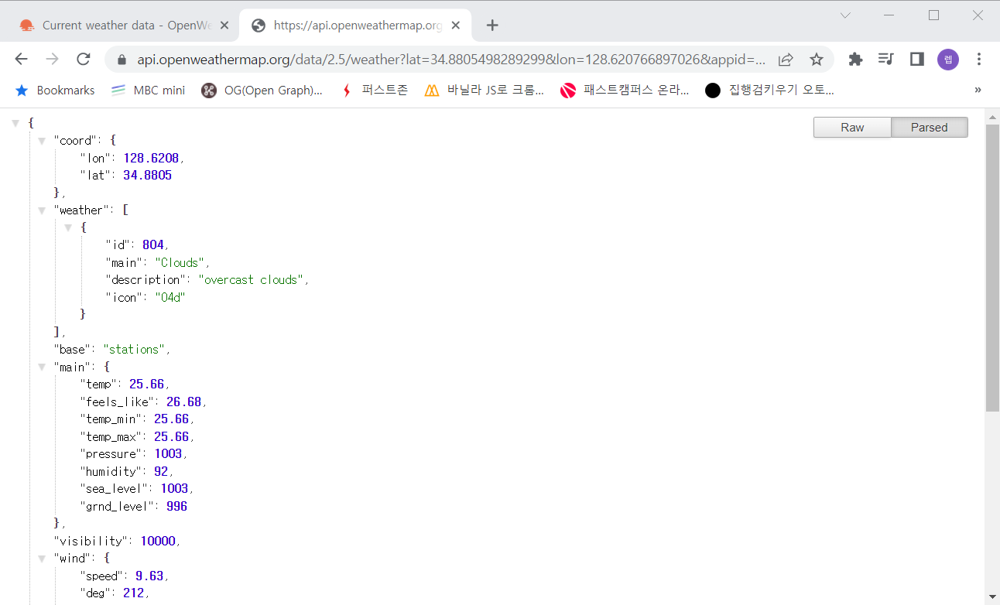 Current weather data - OpenWe
https://api.openweathermap.org
api.openweathermap.org/data/2.5/weather?lat=34.8805498289299&lon=128.620766897026&appid=...
렙
Bookmarks MBC mini OG(Open Graph)... 퍼스트존 바닐라 JS로 크롬... 패스트캠퍼스 온라... 집행검키우기 오토... »
Raw Parsed
{
"coord": {
"lon": 128.6208,
"lat": 34.8805
},
"weather": [
{
"id": 804,
"main": "Clouds",
"description": "overcast clouds",
"icon": "04d"
}
],
"base": "stations",
"main": {
"temp": 25.66,
"feels_like": 26.68,
"temp_min": 25.66,
"temp_max": 25.66,
"pressure": 1003,
"humidity": 92,
"sea_level": 1003,
"grnd_level": 996
},
"visibility": 10000,
"wind": {
"speed": 9.63,
"deg": 212,